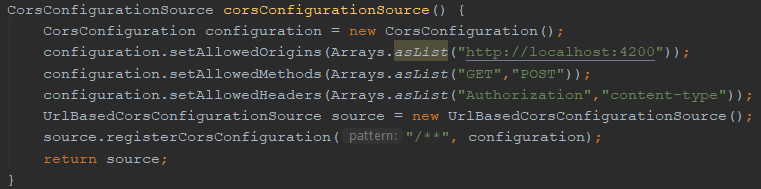 CorsConfigurationSource corsConfigurationSource() {
CorsConfiguration configuration = new CorsConfiguration();
configuration.setAllowedOrigins(Arrays.asList("http://localhost:4200"));
configuration.setAllowedMethods(Arrays.asList("GET","POST"));
configuration.setAllowedHeaders(Arrays.asList("Authorization","content-type"));
UrlBasedCorsConfigurationSource source = new UrlBasedCorsConfigurationSource();
source.registerCorsConfiguration( pattern: "/**", configuration);
return source;
}